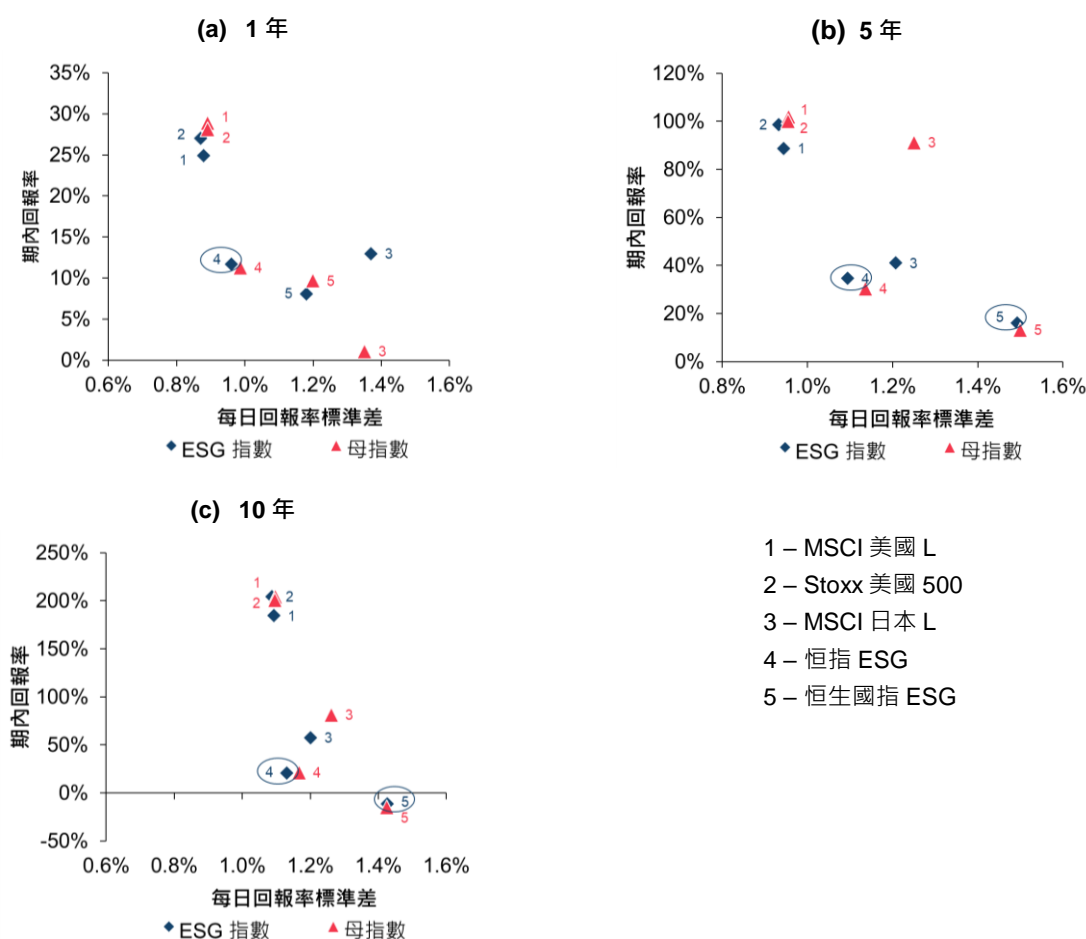 (a) 1 年
35%
30%
25%
20%
15%
10%
5%
0%
0.6% 0.8% 1.0% 1.2% 1.4% 1.6%
期內回報率
每日回報率標準差
1
2
2
1
4
4
3
5
5
3
ESG 指數 母指數
(b) 5 年
120%
100%
80%
60%
40%
20%
0%
0.8% 1.0% 1.2% 1.4% 1.6%
期內回報率
每日回報率標準差
1
2
2
1
3
3
4
4
5
5
ESG 指數 母指數
(c) 10 年
250%
200%
150%
100%
50%
0%
-50%
0.6% 0.8% 1.0% 1.2% 1.4% 1.6%
期內回報率
每日回報率標準差
1
2
2
1
3
3
4
4
5
5
ESG 指數 母指數
1 – MSCI 美國 L
2 – Stoxx 美國 500
3 – MSCI 日本 L
4 – 恒指 ESG
5 – 恒生國指 ESG